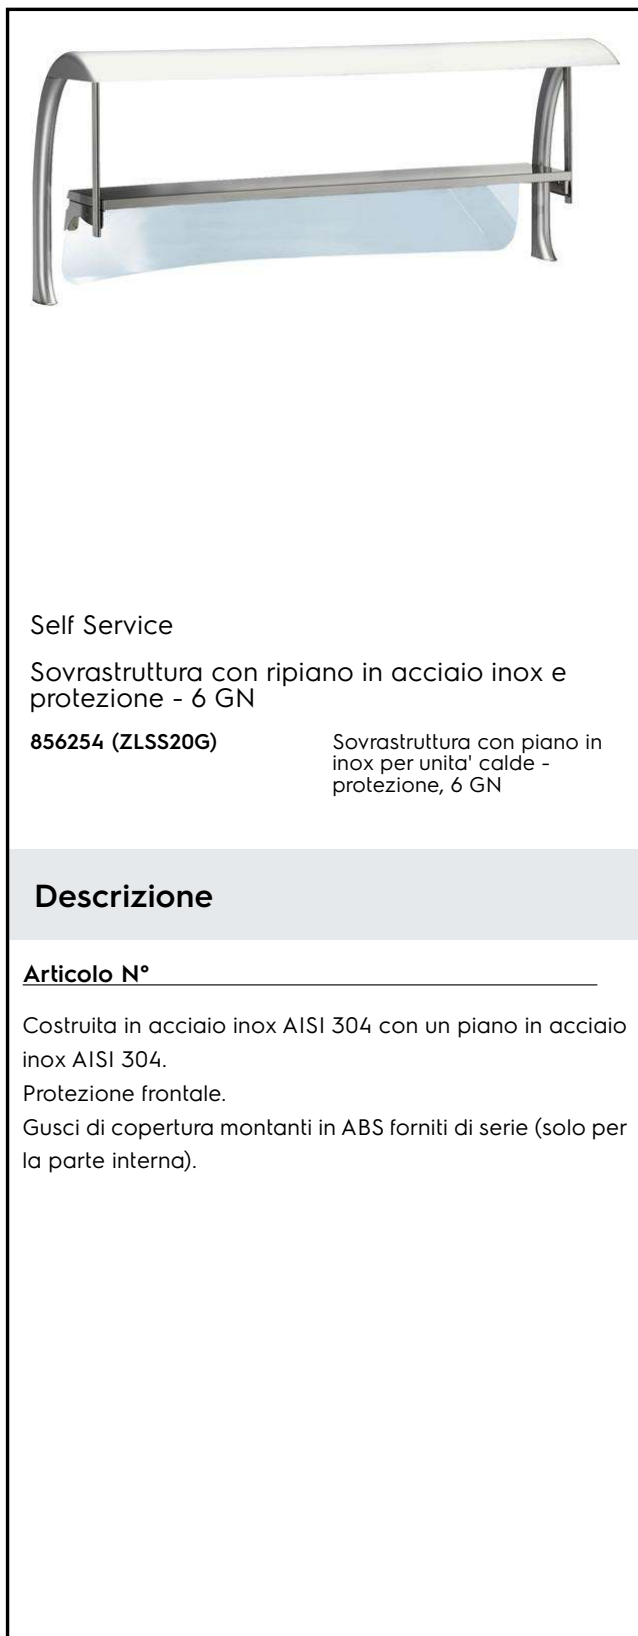 Self Service
Sovrastruttura con ripiano in acciaio inox e
protezione - 6 GN
856254 (ZLSS20G)
Sovrastruttura con piano in
inox per unita' calde -
protezione, 6 GN
Descrizione
Articolo N°
Costruita in acciaio inox AISI 304 con un piano in acciaio
inox AISI 304.
Protezione frontale.
Gusci di copertura montanti in ABS forniti di serie (solo per
la parte interna).